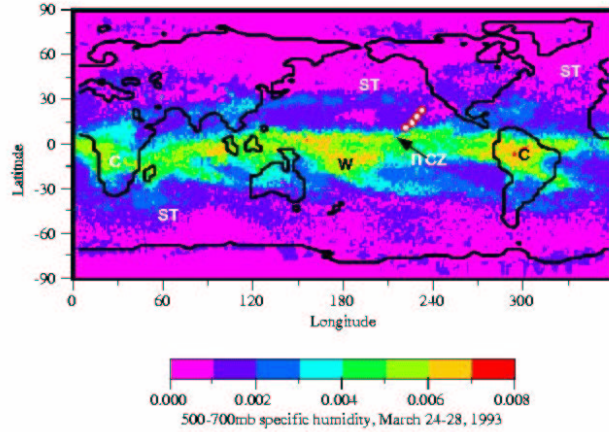 90
60
30
0
-30
-60
-90
Latitude
ST
ST
C
W
ITCZ
C
ST
0 60 120 180 240 300
Longitude
0.000 0.002 0.004 0.006 0.008
500-700mb specific humidity, March 24-28, 1993